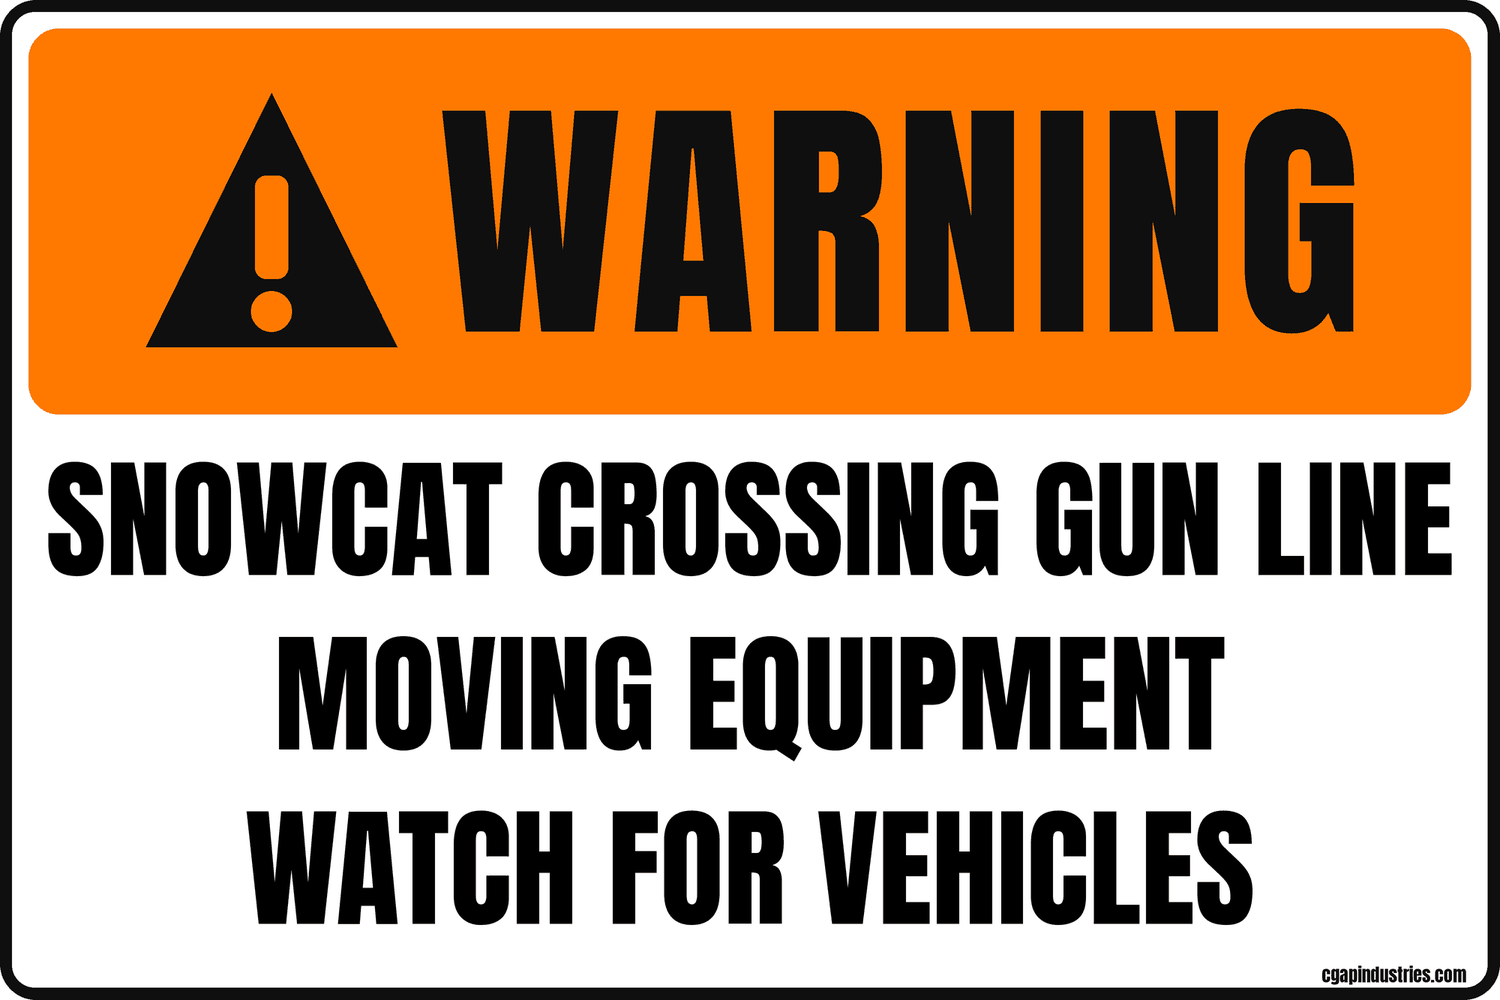 WARNING
SNOWCAT CROSSING GUN LINE
MOVING EQUIPMENT
WATCH FOR VEHICLES
cgapindustries.com